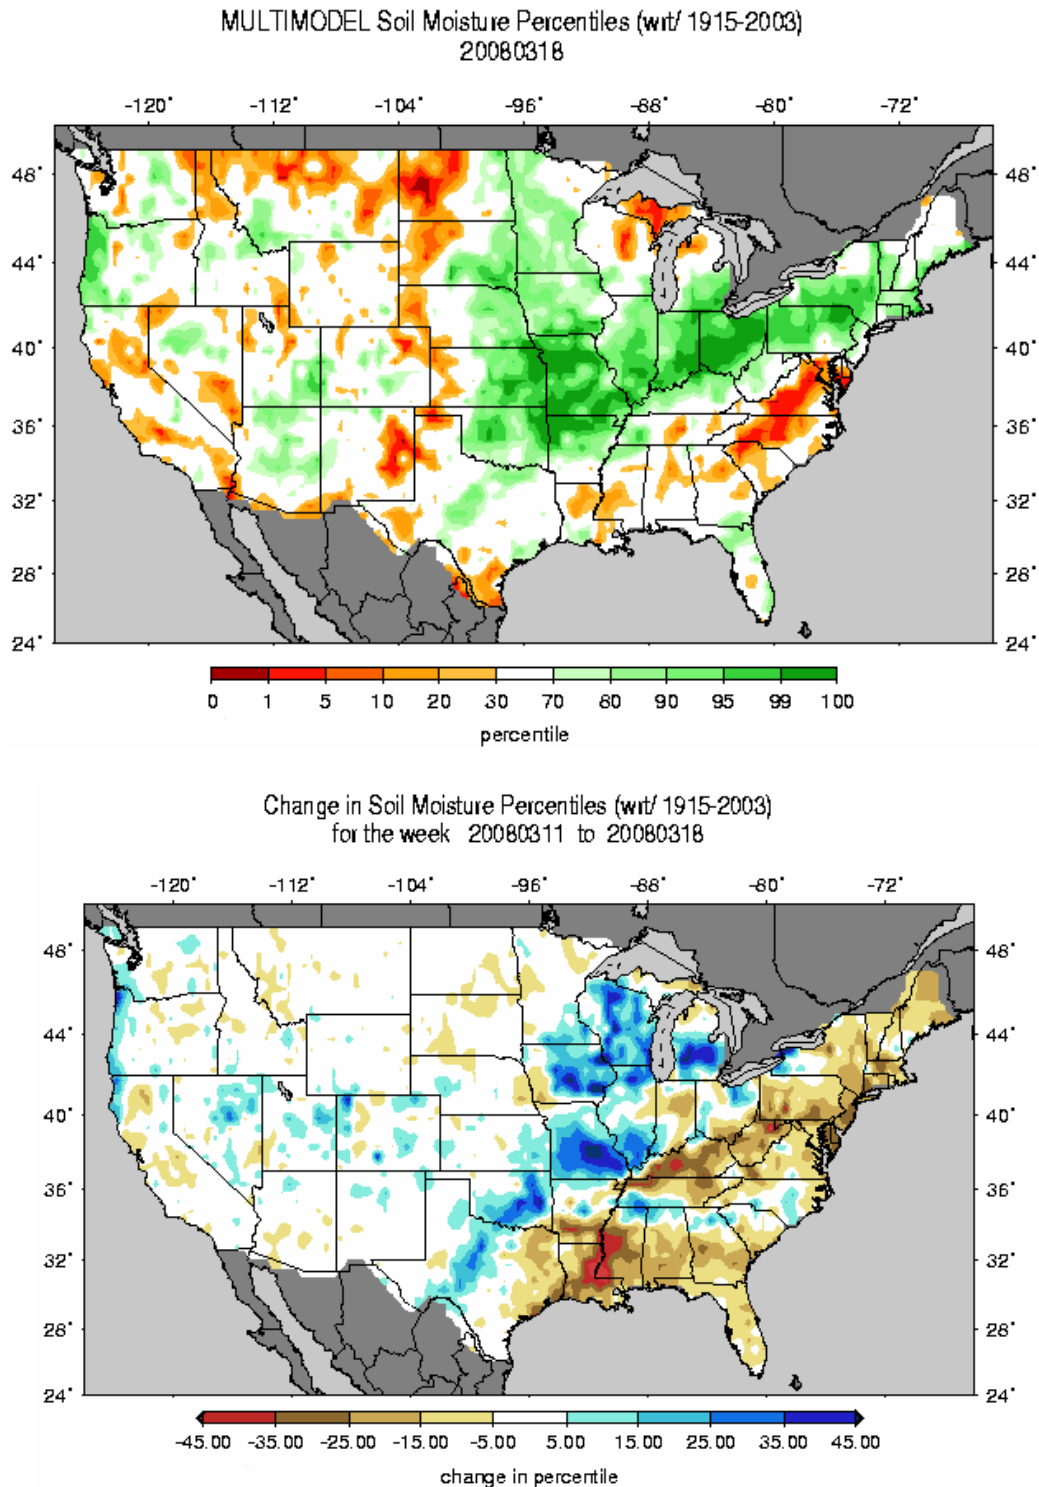 MULTIMODEL Soil Moisture Percentiles (wrt/ 1915-2003)
20080318
-120° -112° -104° -96° -88° -80° -72°
48° 48°
44° 44°
40° 40°
36° 36°
32° 32°
28° 28°
24° 24°
0 1 5 10 20 30 70 80 90 95 99 100
percentile
Change in Soil Moisture Percentiles (wrt/ 1915-2003)
for the week 20080311 to 20080318
-120° -112° -104° -96° -88° -80° -72°
48° 48°
44° 44°
40° 40°
36° 36°
32° 32°
28° 28°
24° 24°
-45.00 -35.00 -25.00 -15.00 -5.00 5.00 15.00 25.00 35.00 45.00
change in percentile